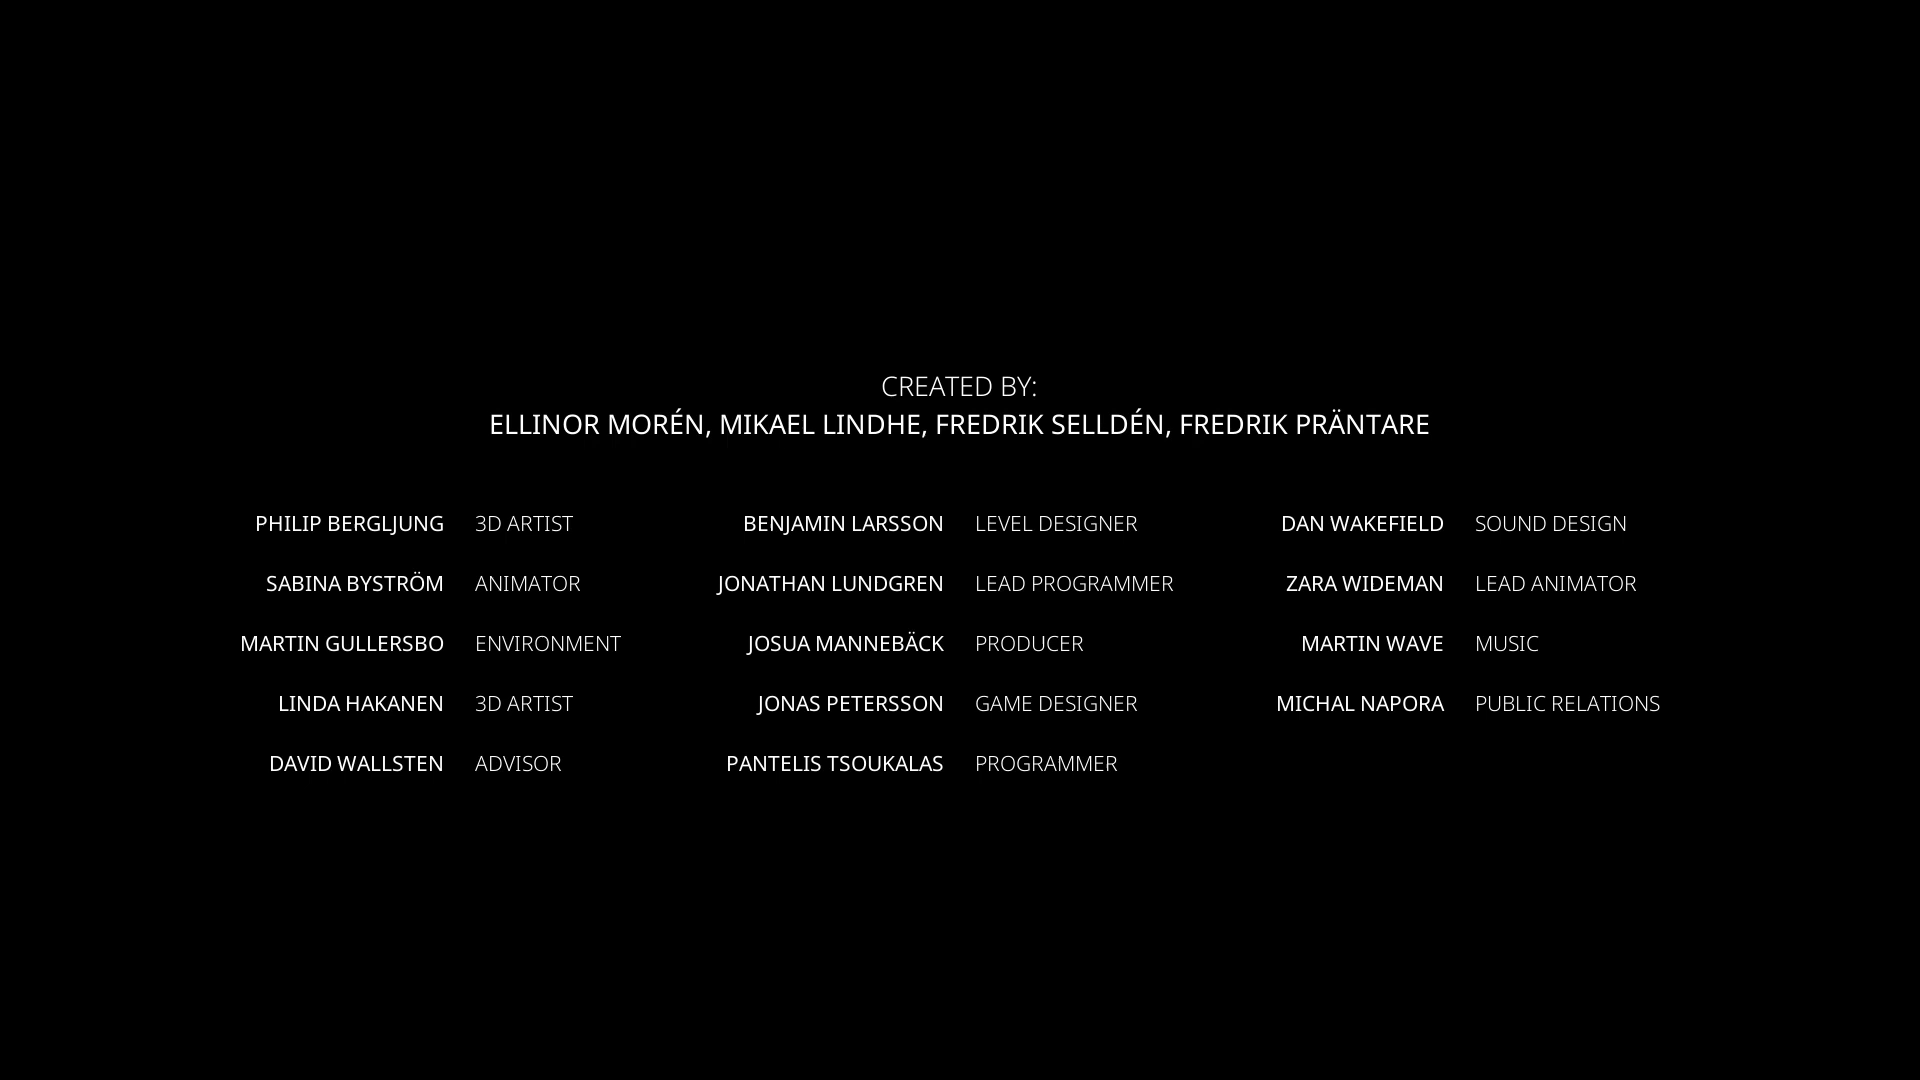 CREATED BY:
ELLINOR MORÉN, MIKAEL LINDHE, FREDRIK SELLDÉN, FREDRIK PRÄNTARE
PHILIP BERGLJUNG 3D ARTIST
SABINA BYSTRÖM ANIMATOR
MARTIN GULLERSBO ENVIRONMENT
LINDA HAKANEN 3D ARTIST
DAVID WALLSTEN ADVISOR
BENJAMIN LARSSON LEVEL DESIGNER
JONATHAN LUNDGREN LEAD PROGRAMMER
JOSUA MANNEBÄCK PRODUCER
JONAS PETERSSON GAME DESIGNER
PANTELIS TSOUKALAS PROGRAMMER
DAN WAKEFIELD SOUND DESIGN
ZARA WIDEMAN LEAD ANIMATOR
MARTIN WAVE MUSIC
MICHAL NAPORA PUBLIC RELATIONS